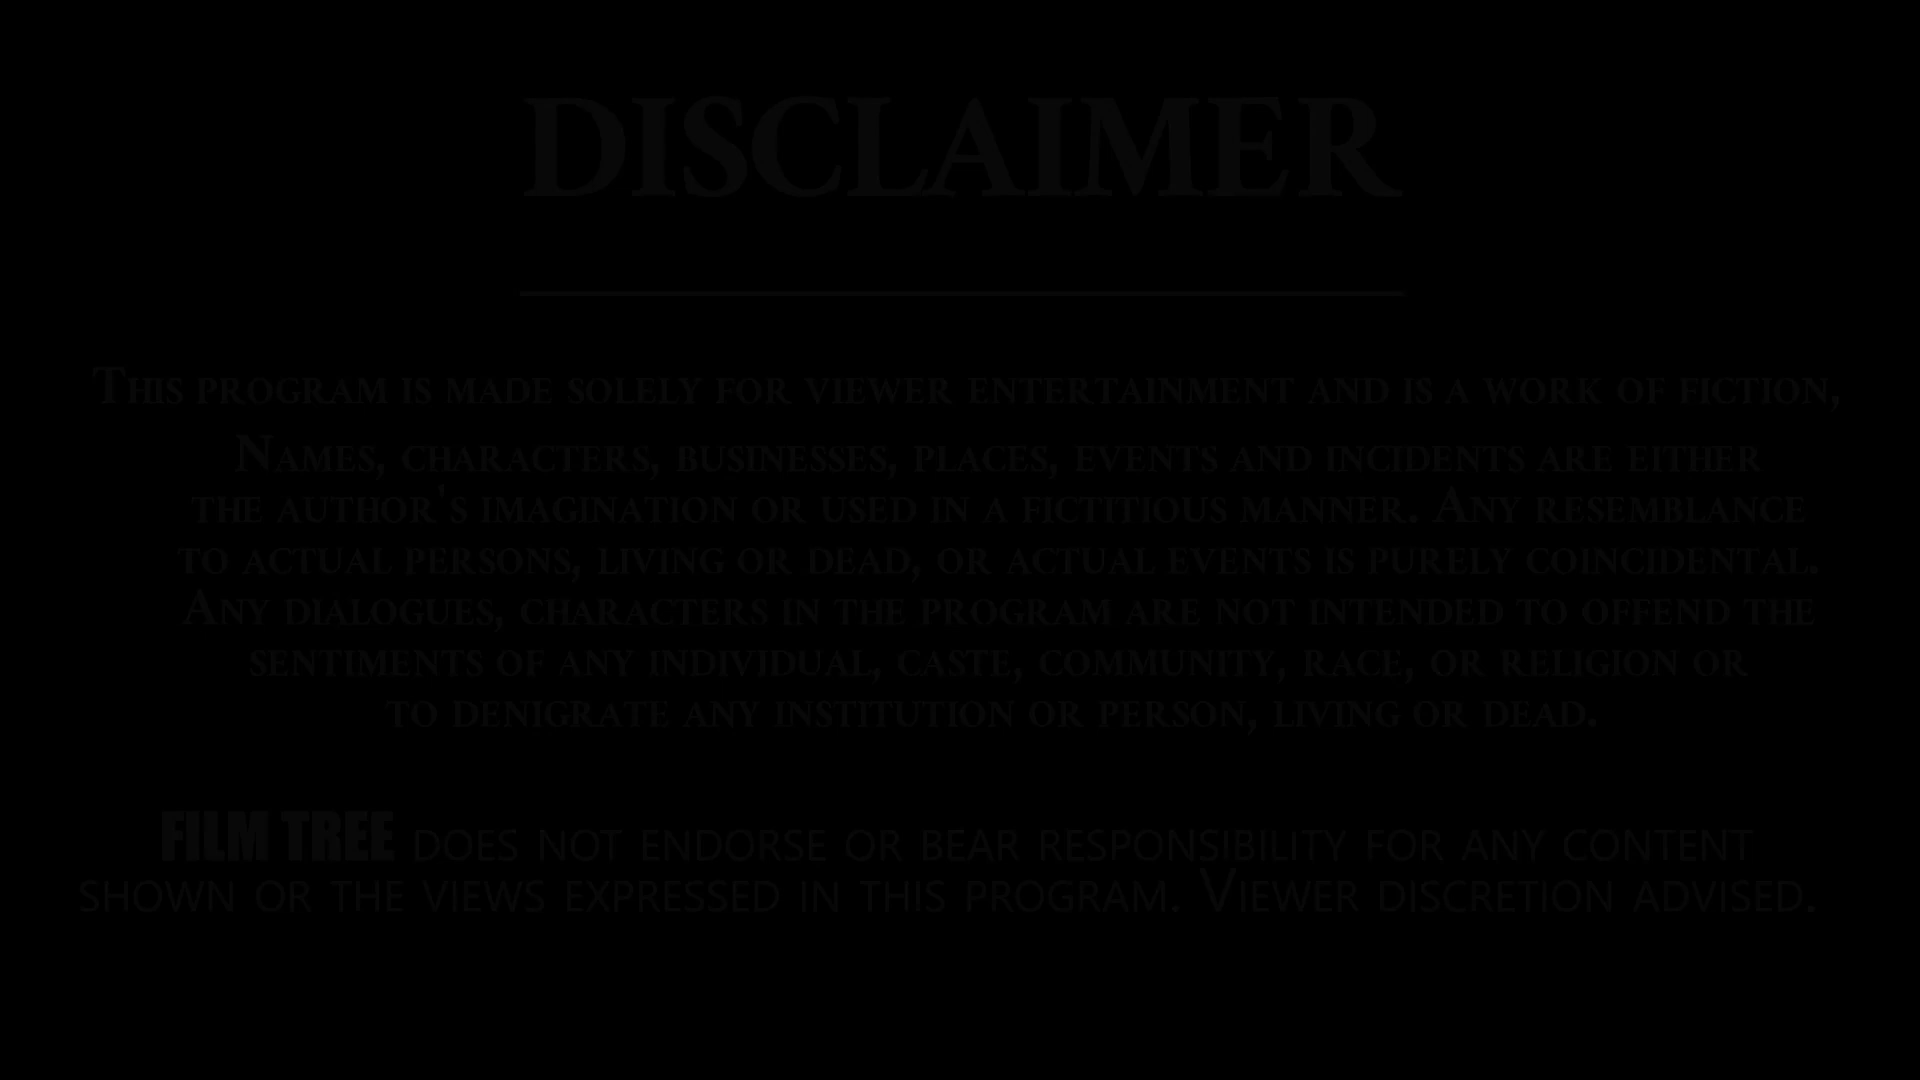 DISCLAIMER
This program is made solely for viewer entertainment and is a work of fiction,
Names, characters, businesses, places, events and incidents are either
the author's imagination or used in a fictitious manner. Any resemblance
to actual persons, living or dead, or actual events is purely coincidental.
Any dialogues, characters in the program are not intended to offend the
sentiments of any individual, caste, community, race, or religion or
to denigrate any institution or person, living or dead.
FILM TREE does not endorse or bear responsibility for any content
shown or the views expressed in this program. Viewer discretion advised.